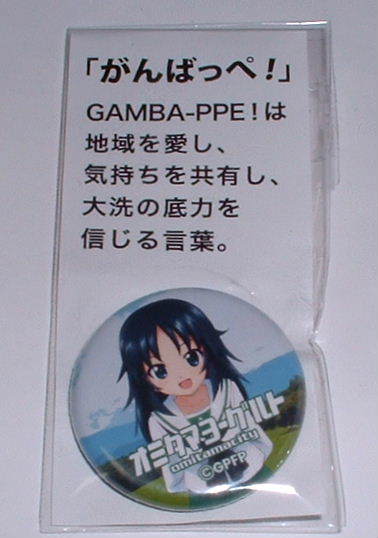 「がんばっぺ!」
GAMBA-PPE!は
地域を愛し、
気持ちを共有し、
大洗の底力を
信じる言葉。
オミタマヨーグルト
omitamacity
©GPFP